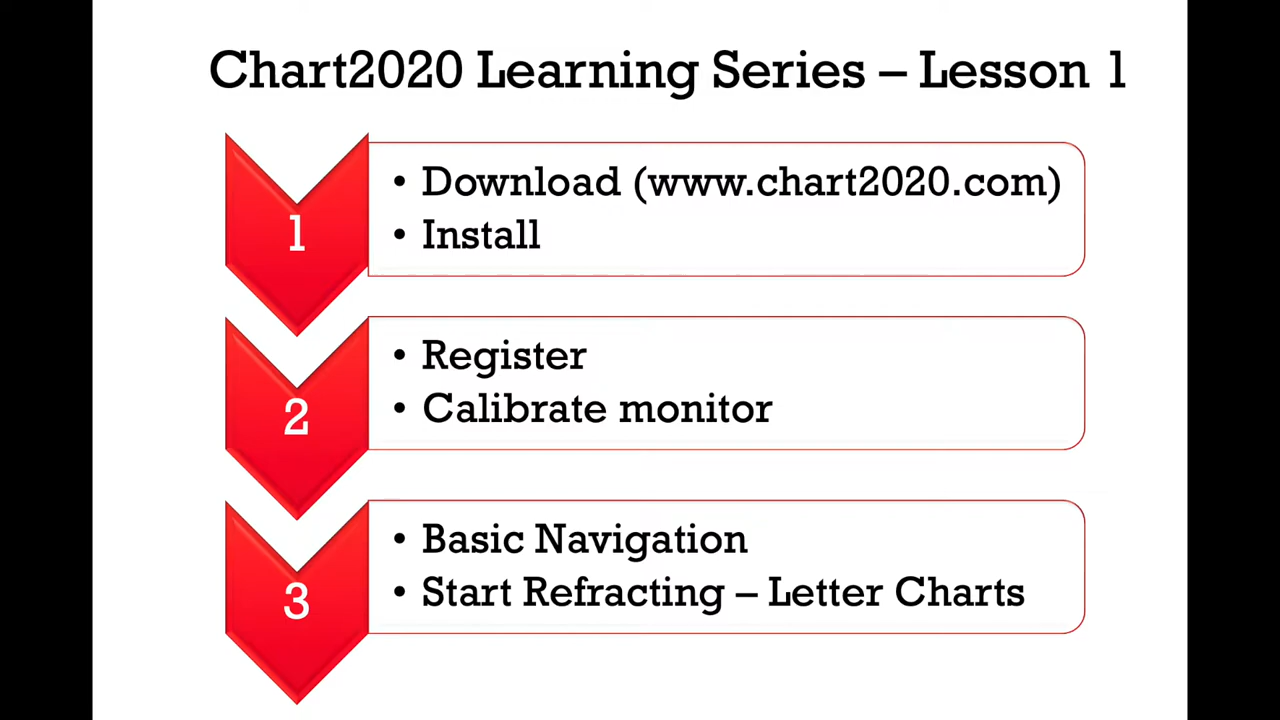 Chart2020 Learning Series – Lesson 1
1
• Download (www.chart2020.com)
• Install
2
• Register
• Calibrate monitor
3
• Basic Navigation
• Start Refracting – Letter Charts